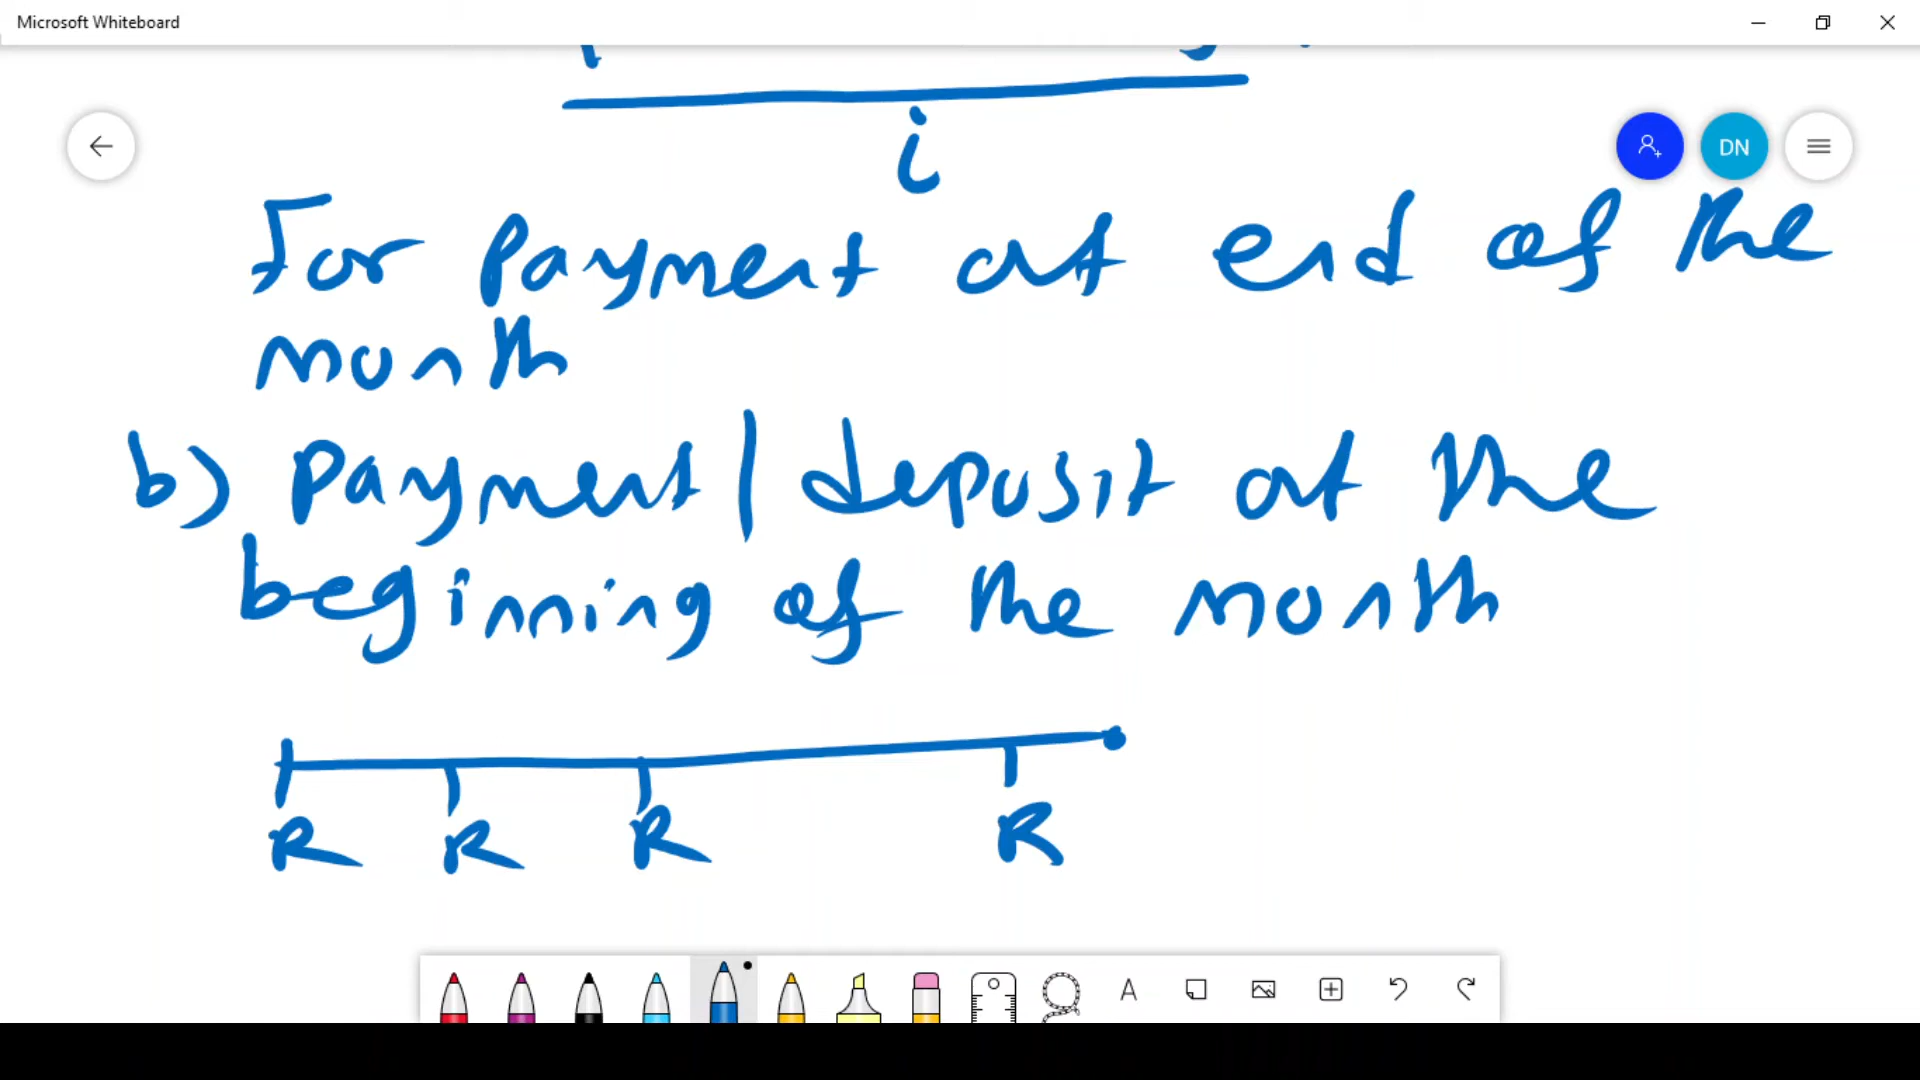 Microsoft Whiteboard
i
DN
For payment at end of the
month
b) payment | deposit at the
beginning of the month
R R R R
A